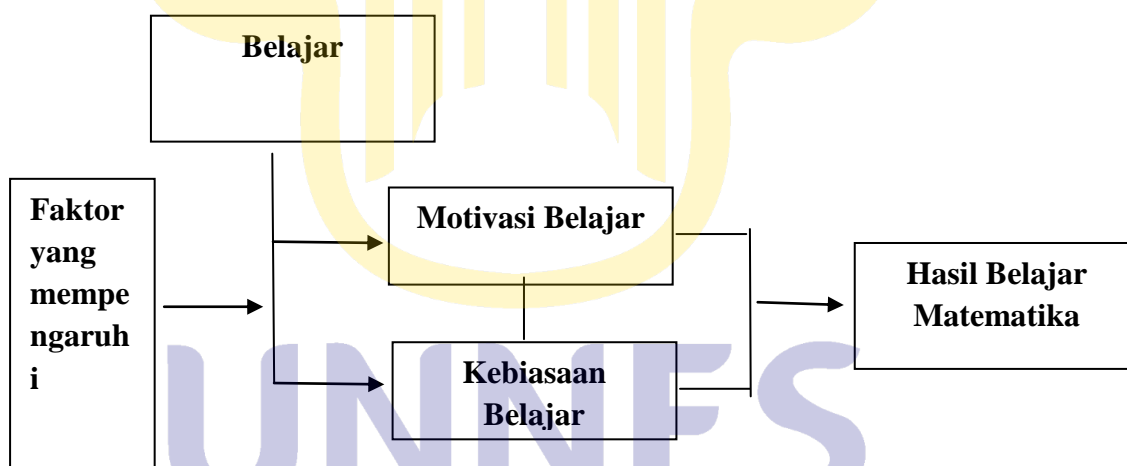 Belajar
Faktor
yang
mempe
ngaruh
i
Motivasi Belajar
Kebiasaan
Belajar
Hasil Belajar
Matematika
UNNES